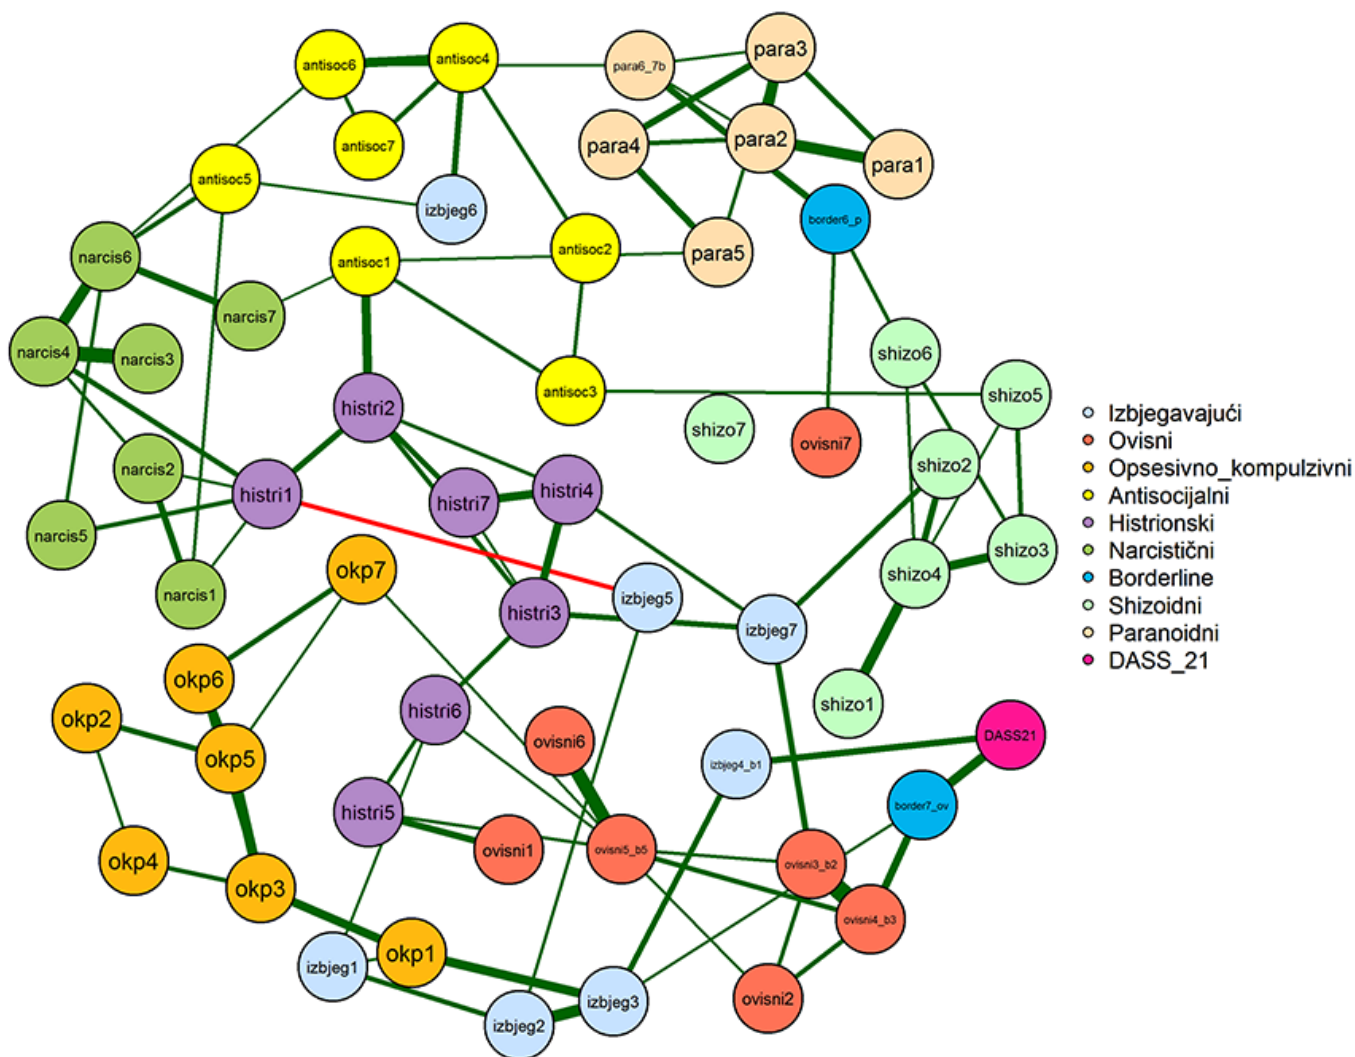 para3
antisoc4
antisoc6
para6_7b
para2
antisoc7
para4
para1
antisoc5
izbjeg6
border6_p
antisoc2
para5
narcis6
antisoc1
narcis7
narcis4
narcis3
shizo6
antisoc3
shizo5
histri2
shizo7
ovisni7
narcis2
shizo2
histri1
histri7
histri4
narcis5
shizo3
okp7
shizo4
narcis1
izbjeg5
histri3
izbjeg7
okp6
shizo1
histri6
okp2
ovisni6
DASS21
okp5
izbjeg4_b1
border7_ov
histri5
ovisni1
ovisni5_b5
okp4
ovisni3_b2
okp3
ovisni4_b3
okp1
izbjeg1
izbjeg3
ovisni2
izbjeg2
Izbjegavajući
Ovisni
Opsesivno_kompulzivni
Antisocijalni
Histrionski
Narcistični
Borderline
Shizoidni
Paranoidni
DASS_21